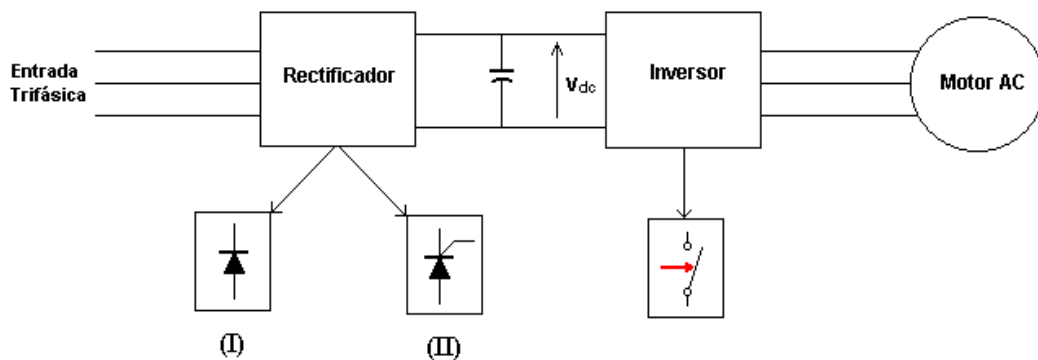 Entrada
Trifásica
Rectificador
Vdc
Inversor
Motor AC
(I)
(II)